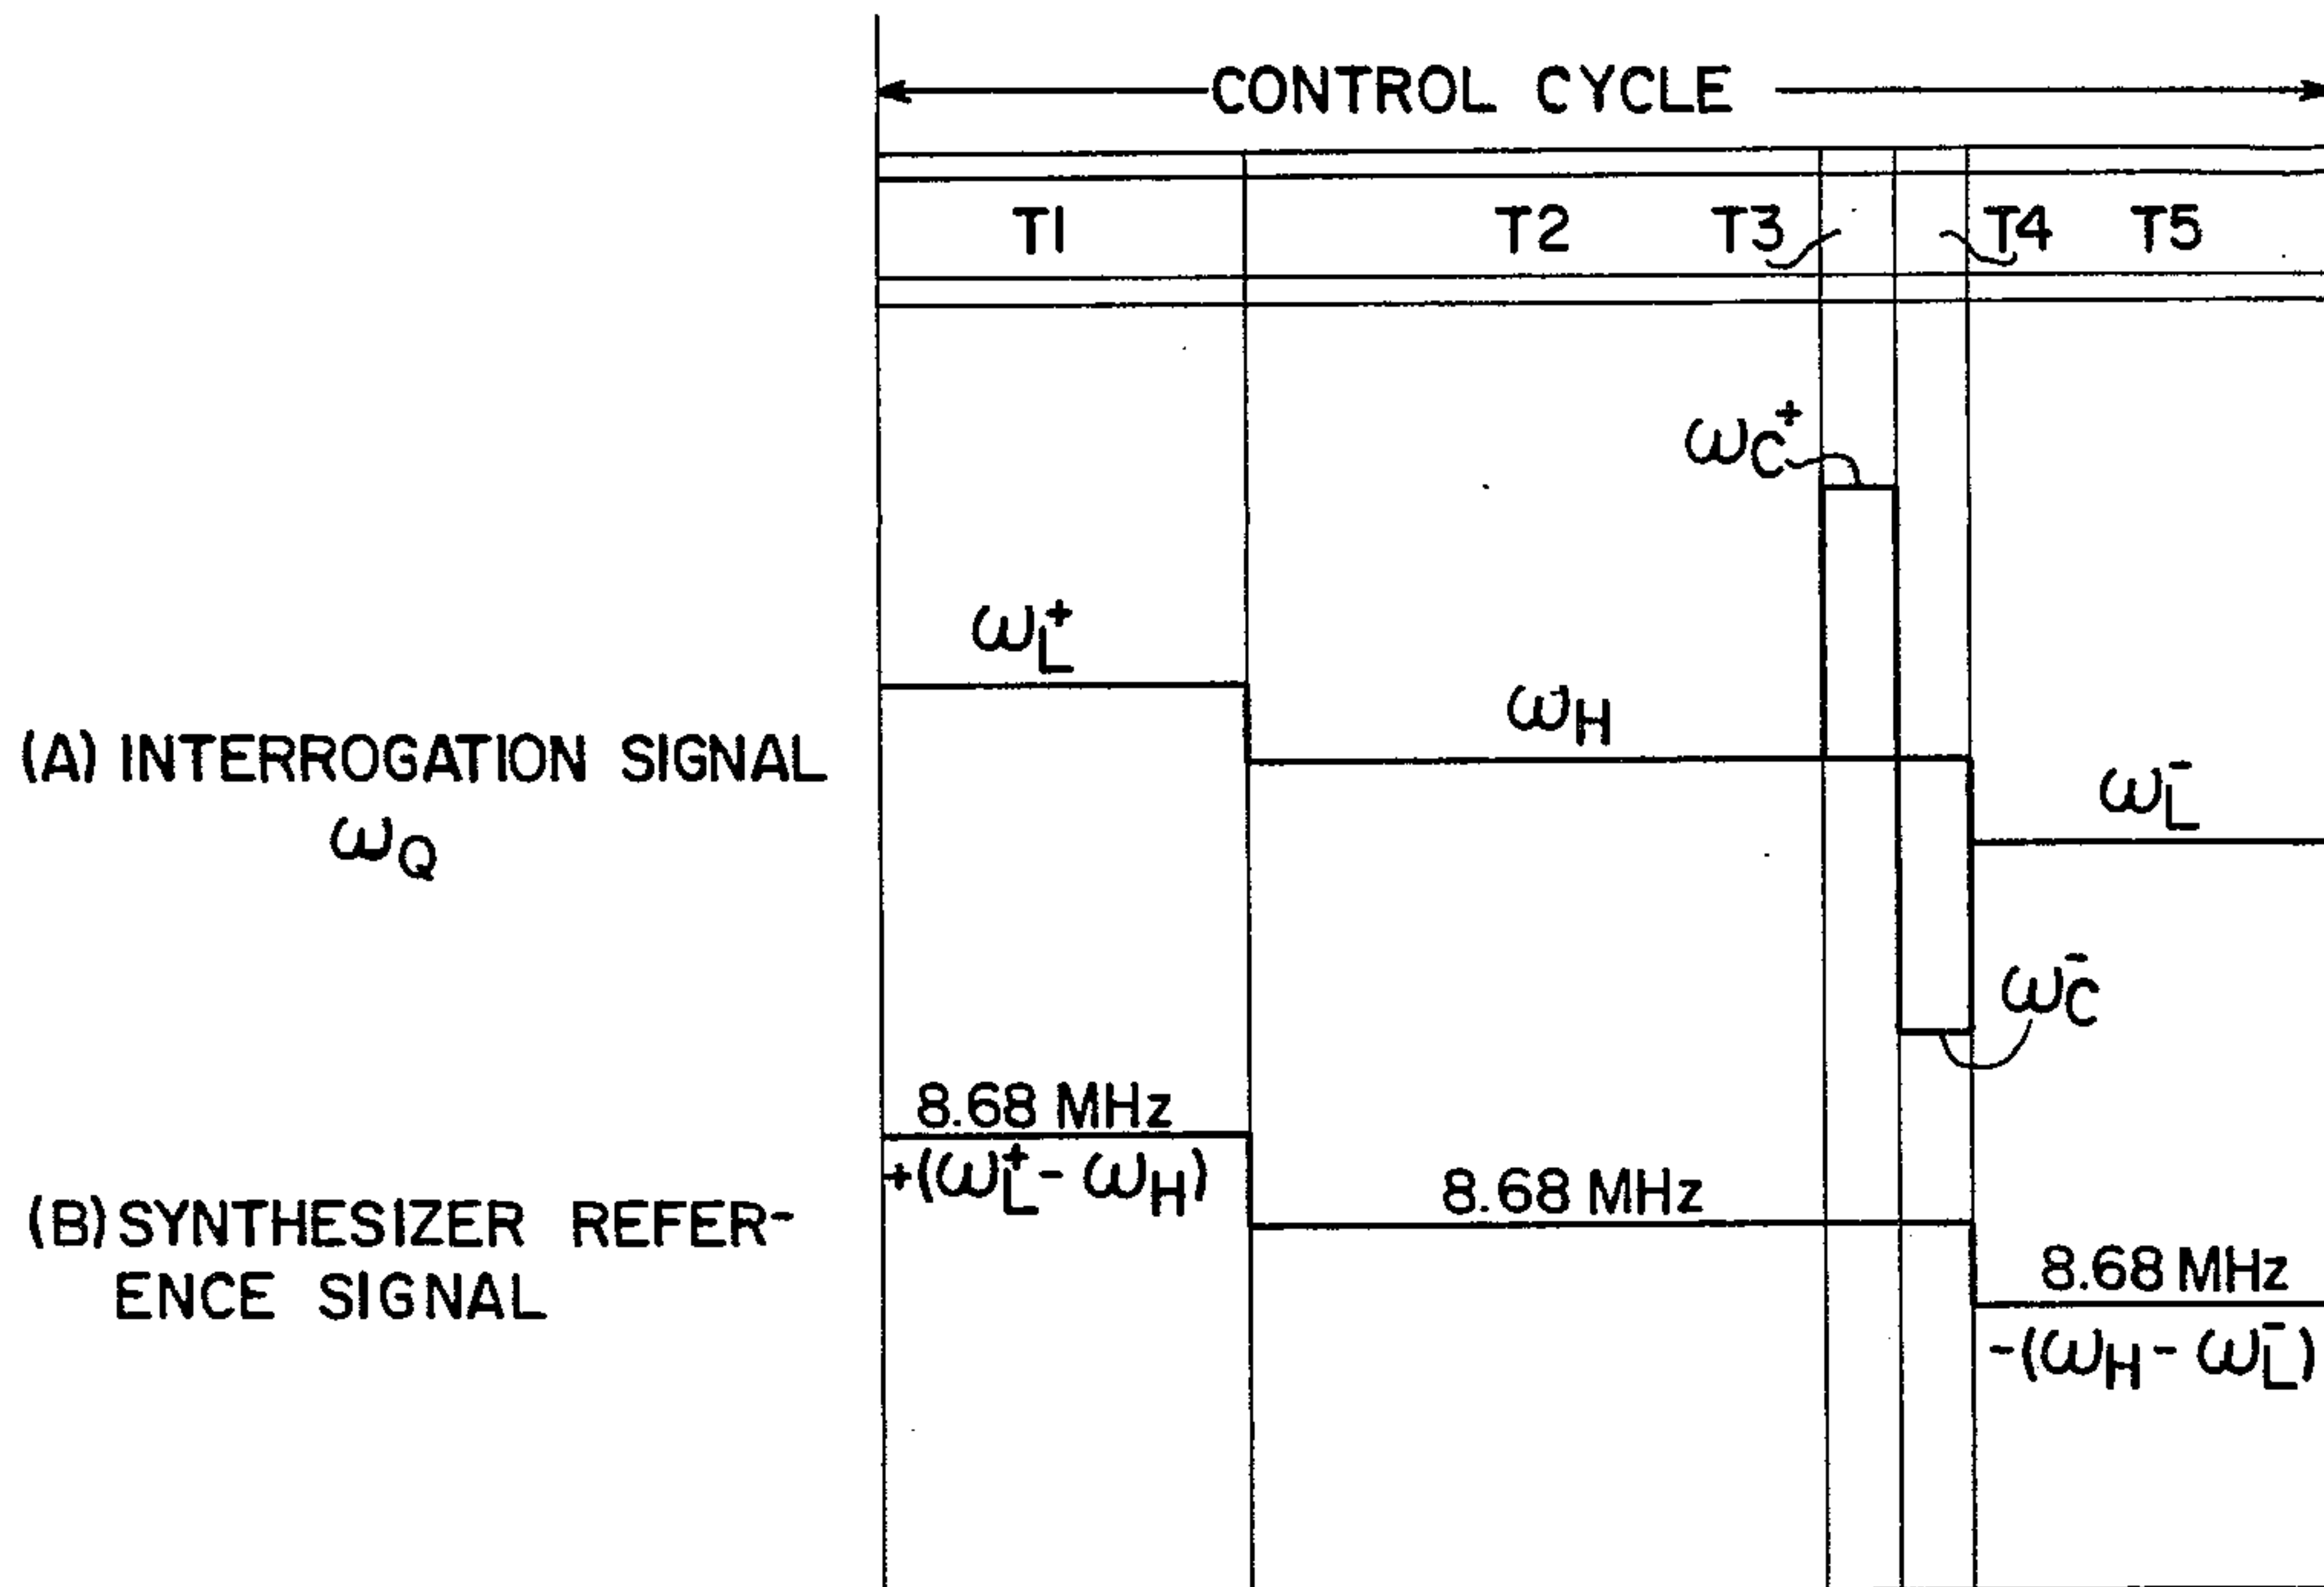 CONTROL CYCLE
T1 T2 T3 T4 T5
ωC+
ωL+
ωH
(A) INTERROGATION SIGNAL
ωQ
ωL-
ωC-
8.68 MHz
+(ωL+ - ωH)
8.68 MHz
(B) SYNTHESIZER REFER-
ENCE SIGNAL
8.68 MHz
-(ωH - ωL-)